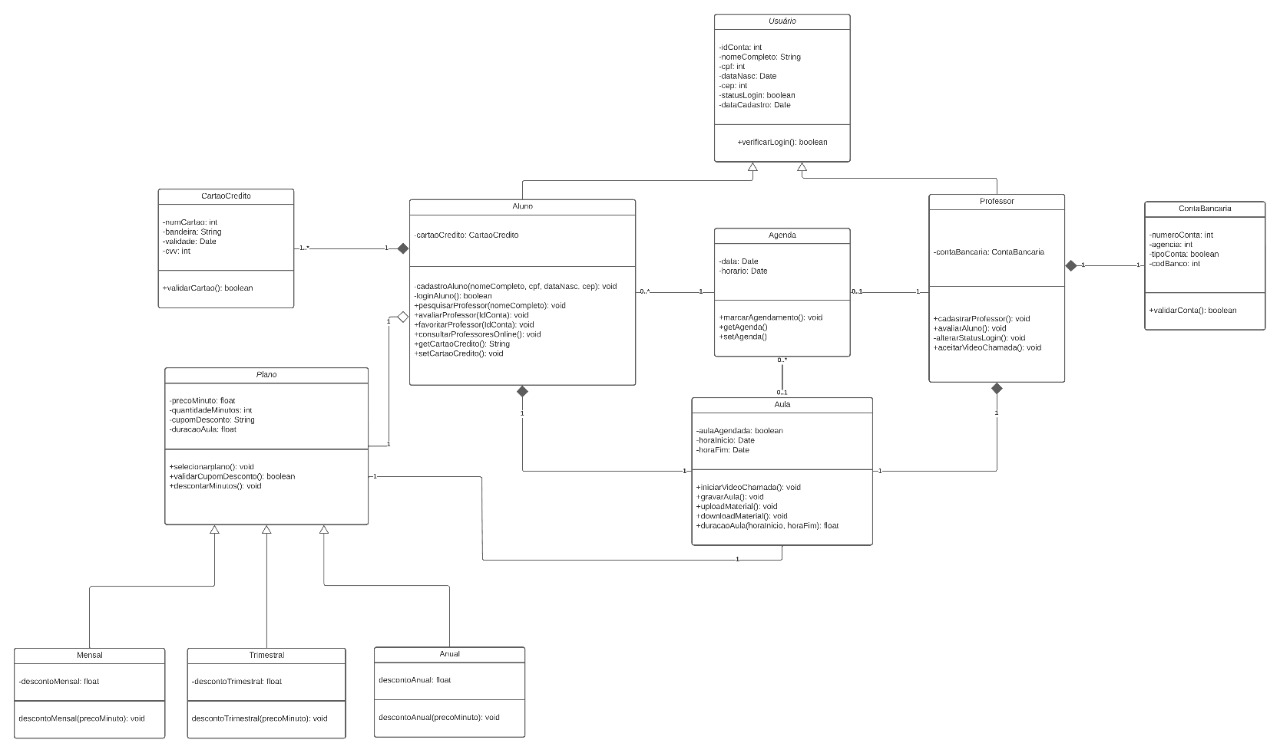 Usuário
-idConta: int
-nomeCompleto: String
-cpf: int
-dataNasc: Date
-cep: int
-statusLogin: boolean
-dataCadastro: Date
+verificarLogin(): boolean
CartaoCredito
-numCartao: int
-bandeira: String
-validade: Date
-cvv: int
+validarCartao(): boolean
1..*
1
Aluno
-cartaoCredito: CartaoCredito
-cadastroAluno(nomeCompleto, cpf, dataNasc, cep): void
-loginAluno(): boolean
+pesquisarProfessor(nomeCompleto): void
+avaliarProfessor(IdConta): void
+favoritarProfessor(IdConta): void
+consultarProfessoresOnline(): void
+getCartaoCredito(): String
+setCartaoCredito(): void
0..*
1
Agenda
-data: Date
-horario: Date
+marcarAgendamento(): void
+getAgenda()
+setAgenda()
0..1
1
Professor
-contaBancaria: ContaBancaria
+cadastrarProfessor(): void
+avaliarAluno(): void
-alterarStatusLogin(): void
+aceitarVideoChamada(): void
1
1
ContaBancaria
-numeroConta: int
-agencia: int
-tipoConta: boolean
-codBanco: int
+validarConta(): boolean
1
1
Plano
-precoMinuto: float
-quantidadeMinutos: int
-cupomDesconto: String
-duracaoAula: float
+selecionarplano(): void
+validarCupomDesconto(): boolean
+descontarMinutos(): void
0..*
0..1
Aula
-aulaAgendada: boolean
-horaInicio: Date
-horaFim: Date
+iniciarVideoChamada(): void
+gravarAula(): void
+uploadMaterial(): void
+downloadMaterial(): void
+duracaoAula(horaInicio, horaFim): float
1
1
1
1
1
1
Mensal
-descontoMensal: float
descontoMensal(precoMinuto): void
Trimestral
-descontoTrimestral: float
descontoTrimestral(precoMinuto): void
Anual
descontoAnual: float
descontoAnual(precoMinuto): void